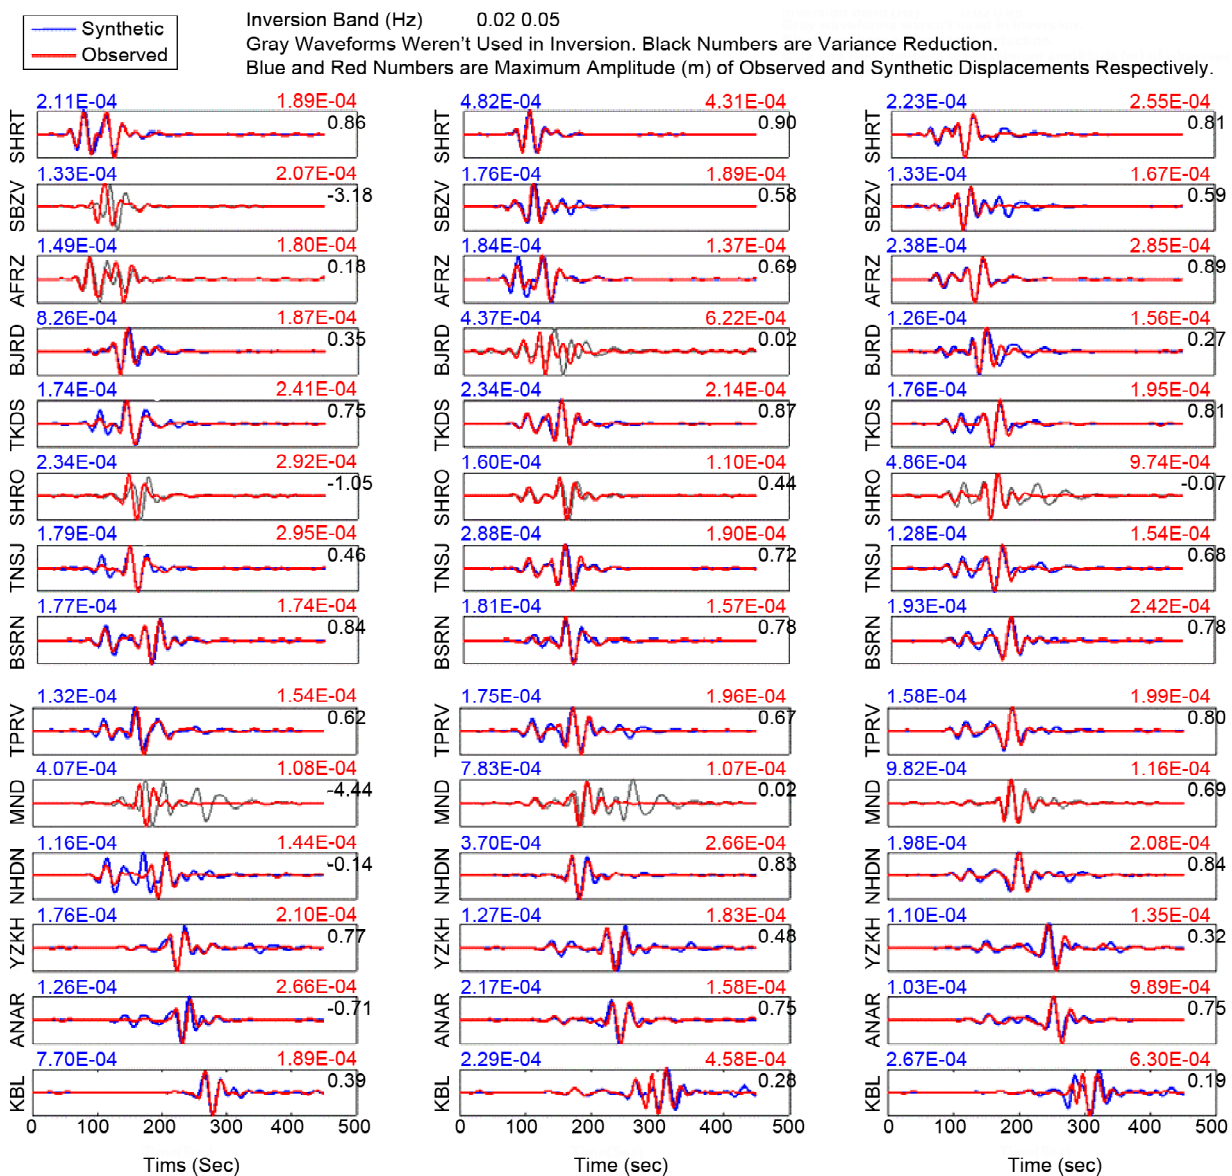 Synthetic
Observed
Inversion Band (Hz) 0.02 0.05
Gray Waveforms Weren't Used in Inversion. Black Numbers are Variance Reduction.
Blue and Red Numbers are Maximum Amplitude (m) of Observed and Synthetic Displacements Respectively.
2.11E-04 1.89E-04 4.82E-04 4.31E-04 2.23E-04 2.55E-04
SHRT 0.86 SHRT 0.90 SHRT 0.81
1.33E-04 2.07E-04 1.76E-04 1.89E-04 1.33E-04 1.67E-04
SBZV -3.18 SBZV 0.58 SBZV 0.59
1.49E-04 1.80E-04 1.84E-04 1.37E-04 2.38E-04 2.85E-04
AFRZ 0.18 AFRZ 0.69 AFRZ 0.89
8.26E-04 1.87E-04 4.37E-04 6.22E-04 1.26E-04 1.56E-04
BJRD 0.35 BJRD 0.02 BJRD 0.27
1.74E-04 2.41E-04 2.34E-04 2.14E-04 1.76E-04 1.95E-04
TKDS 0.75 TKDS 0.87 TKDS 0.81
2.34E-04 2.92E-04 1.60E-04 1.10E-04 4.86E-04 9.74E-04
SHRO -1.05 SHRO 0.44 SHRO -0.07
1.79E-04 2.95E-04 2.88E-04 1.90E-04 1.28E-04 1.54E-04
TNSJ 0.46 TNSJ 0.72 TNSJ 0.68
1.77E-04 1.74E-04 1.81E-04 1.57E-04 1.93E-04 2.42E-04
BSRN 0.84 BSRN 0.78 BSRN 0.78
1.32E-04 1.54E-04 1.75E-04 1.96E-04 1.58E-04 1.99E-04
TPRV 0.62 TPRV 0.67 TPRV 0.80
4.07E-04 1.08E-04 7.83E-04 1.07E-04 9.82E-04 1.16E-04
MND -4.44 MND 0.02 MND 0.69
1.16E-04 1.44E-04 3.70E-04 2.66E-04 1.98E-04 2.08E-04
NHDN -0.14 NHDN 0.83 NHDN 0.84
1.76E-04 2.10E-04 1.27E-04 1.83E-04 1.10E-04 1.35E-04
YZKH 0.77 YZKH 0.48 YZKH 0.32
1.26E-04 2.66E-04 2.17E-04 1.58E-04 1.03E-04 9.89E-04
ANAR -0.71 ANAR 0.75 ANAR 0.75
7.70E-04 1.89E-04 2.29E-04 4.58E-04 2.67E-04 6.30E-04
KBL 0.39 KBL 0.28 KBL 0.19
0 100 200 300 400 500 0 100 200 300 400 500 0 100 200 300 400 500
Tims (Sec) Time (sec) Time (sec)